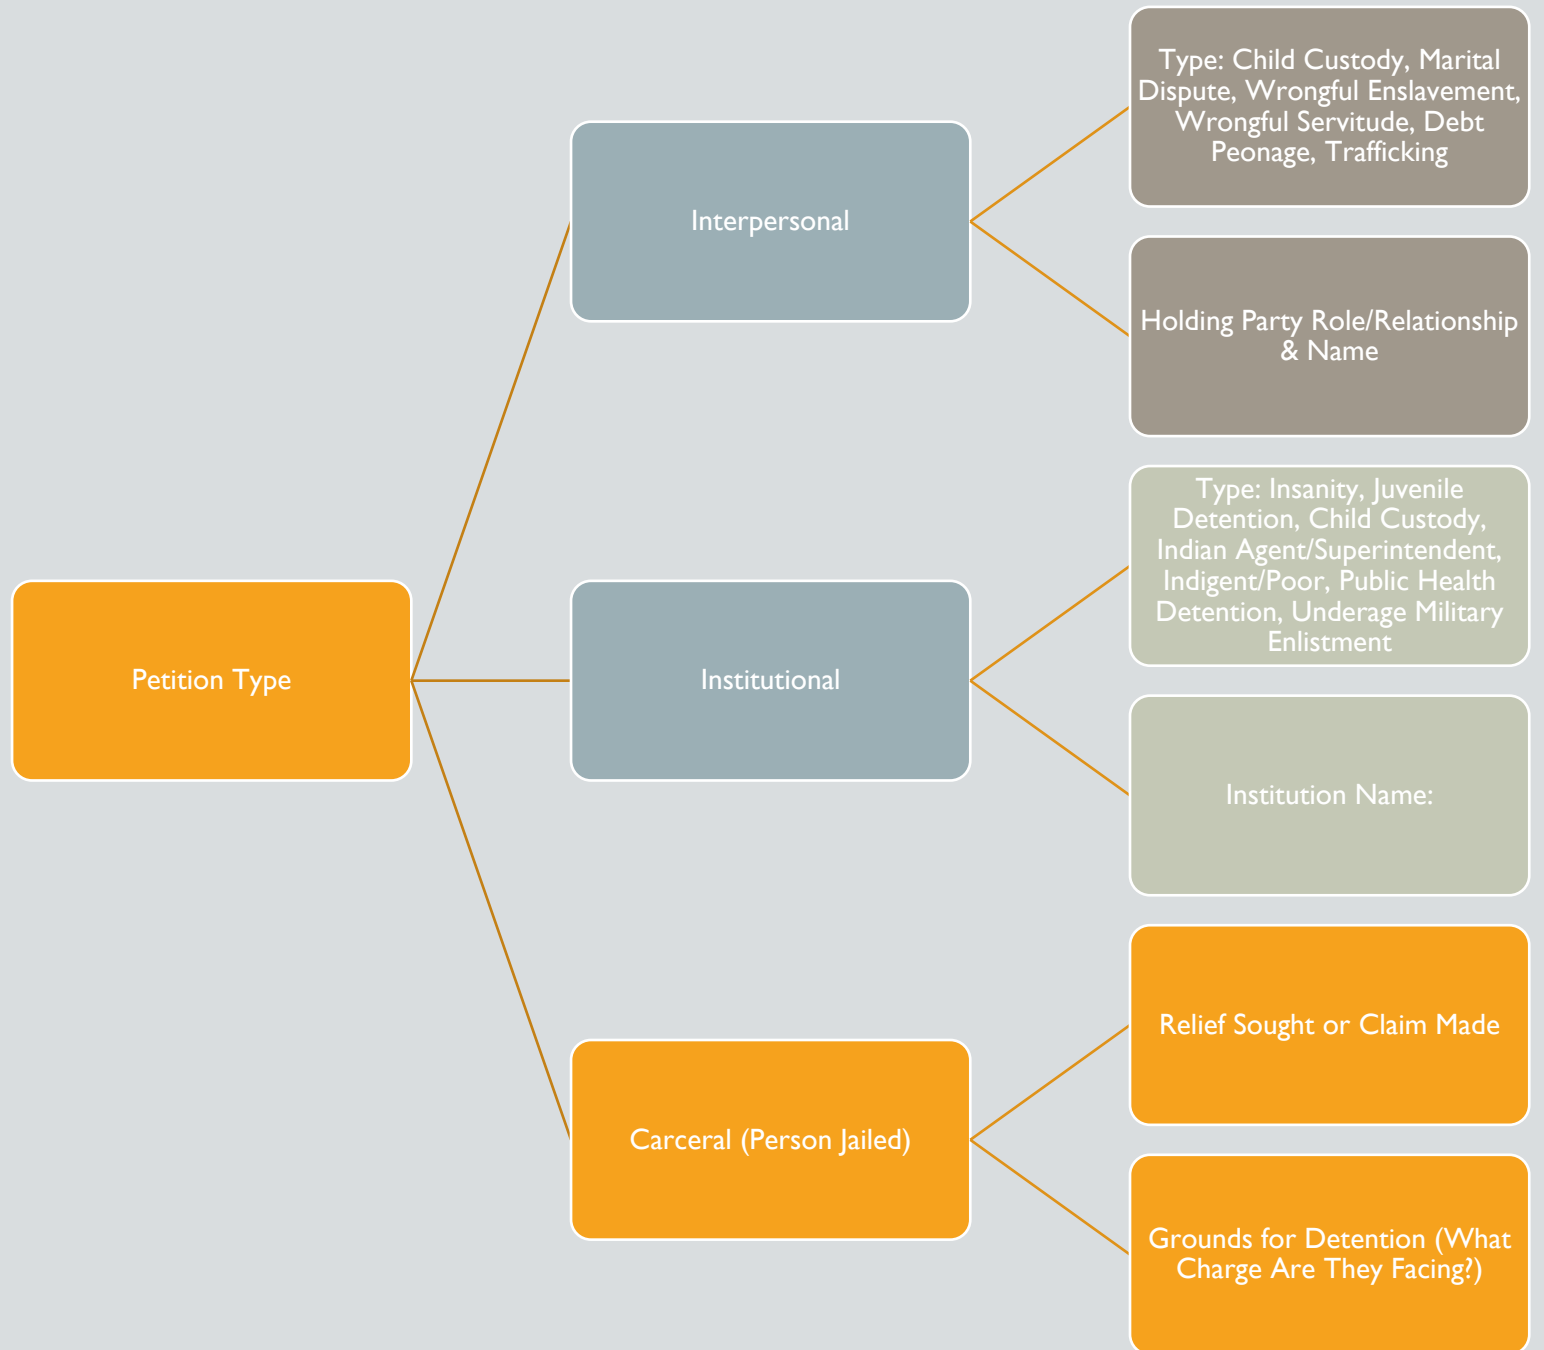 Petition Type
Interpersonal
Type: Child Custody, Marital
Dispute, Wrongful Enslavement,
Wrongful Servitude, Debt
Peonage, Trafficking
Holding Party Role/Relationship
& Name
Institutional
Type: Insanity, Juvenile
Detention, Child Custody,
Indian Agent/Superintendent,
Indigent/Poor, Public Health
Detention, Underage Military
Enlistment
Institution Name:
Carceral (Person Jailed)
Relief Sought or Claim Made
Grounds for Detention (What
Charge Are They Facing?)